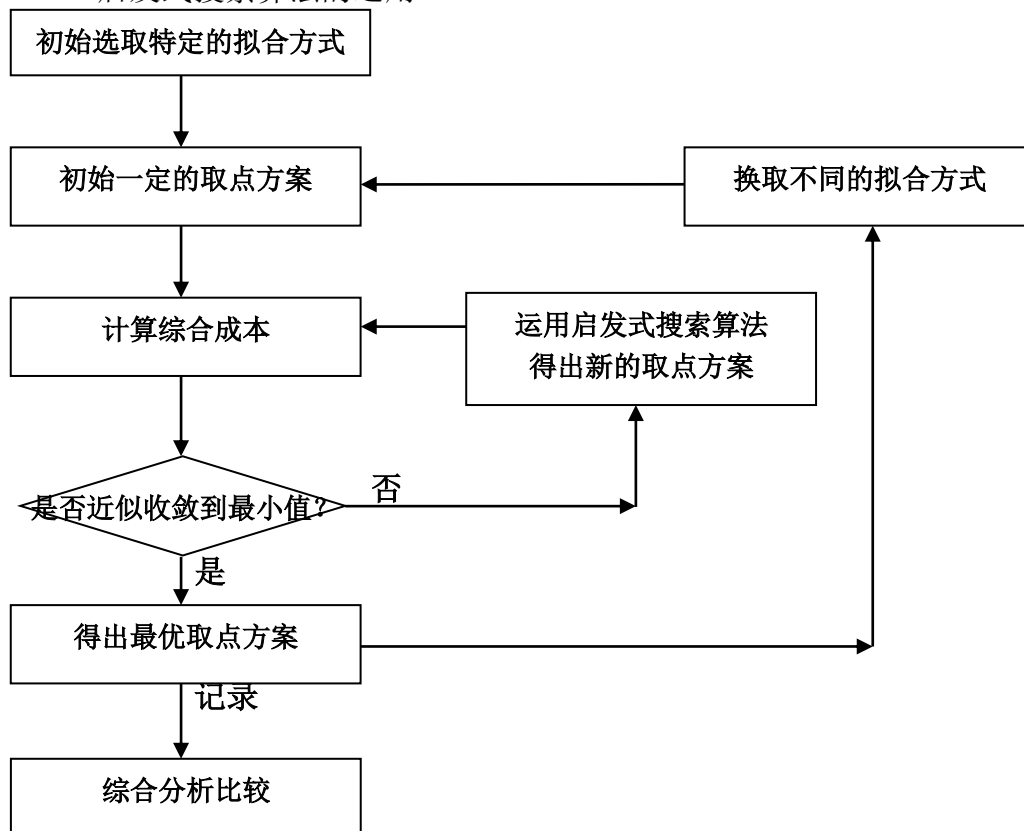 初始选取特定的拟合方式
初始一定的取点方案
换取不同的拟合方式
计算综合成本
运用启发式搜索算法
得出新的取点方案
是否近似收敛到最小值？
否
是
得出最优取点方案
记录
综合分析比较